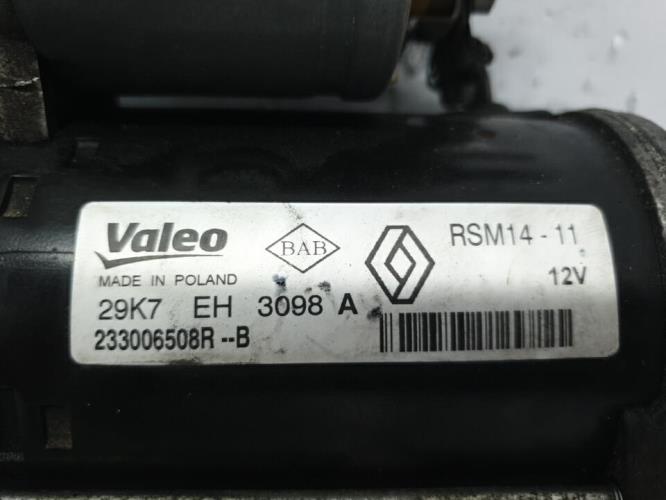 Valeo BAB RSM14 - 11
MADE IN POLAND 12V
29K7 EH 3098 A
233006508R --B